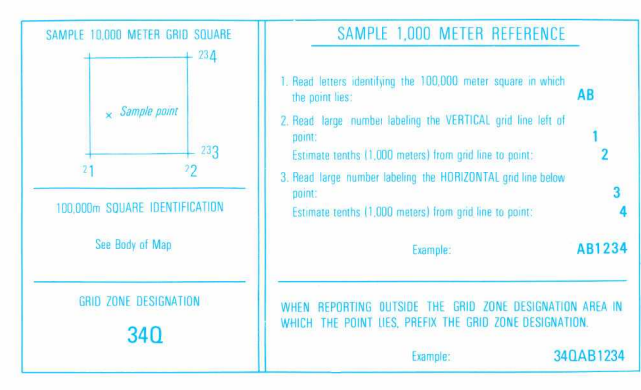 SAMPLE 10,000 METER GRID SQUARE
234
Sample point
233
21
22
100,000m SQUARE IDENTIFICATION
See Body of Map
GRID ZONE DESIGNATION
34Q
SAMPLE 1,000 METER REFERENCE
1. Read letters identifying the 100,000 meter square in which
the point lies: AB
2. Read large number labeling the VERTICAL grid line left of
point: 1
Estimate tenths (1,000 meters) from grid line to point: 2
3. Read large number labeling the HORIZONTAL grid line below
point: 3
Estimate tenths (1,000 meters) from grid line to point: 4
Example: AB1234
WHEN REPORTING OUTSIDE THE GRID ZONE DESIGNATION AREA IN
WHICH THE POINT LIES, PREFIX THE GRID ZONE DESIGNATION.
Example: 34QAB1234